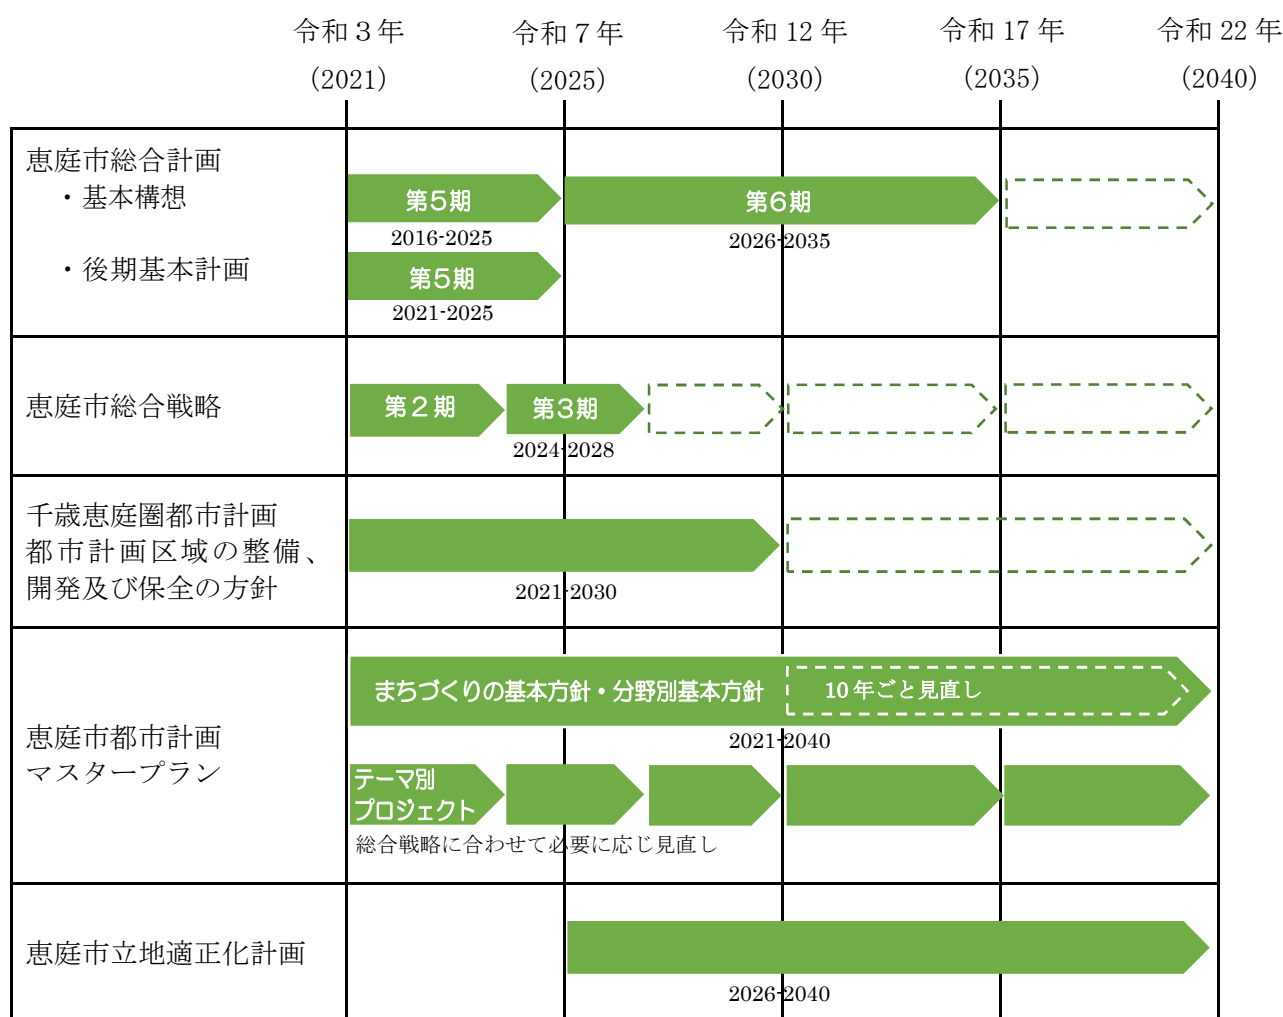 令和３年
令和７年
令和 12 年
令和 17 年
令和 22 年
（2021）
（2025）
（2030）
（2035）
（2040）
恵庭市総合計画
・基本構想
第５期
2016-2025
第６期
2026-2035
・後期基本計画
第５期
2021-2025
恵庭市総合戦略
第２期
第３期
2024-2028
千歳恵庭圏都市計画
都市計画区域の整備、
開発及び保全の方針
2021-2030
まちづくりの基本方針・分野別基本方針
10 年ごと見直し
2021-2040
恵庭市都市計画
マスタープラン
テーマ別
プロジェクト
総合戦略に合わせて必要に応じ見直し
恵庭市立地適正化計画
2026-2040